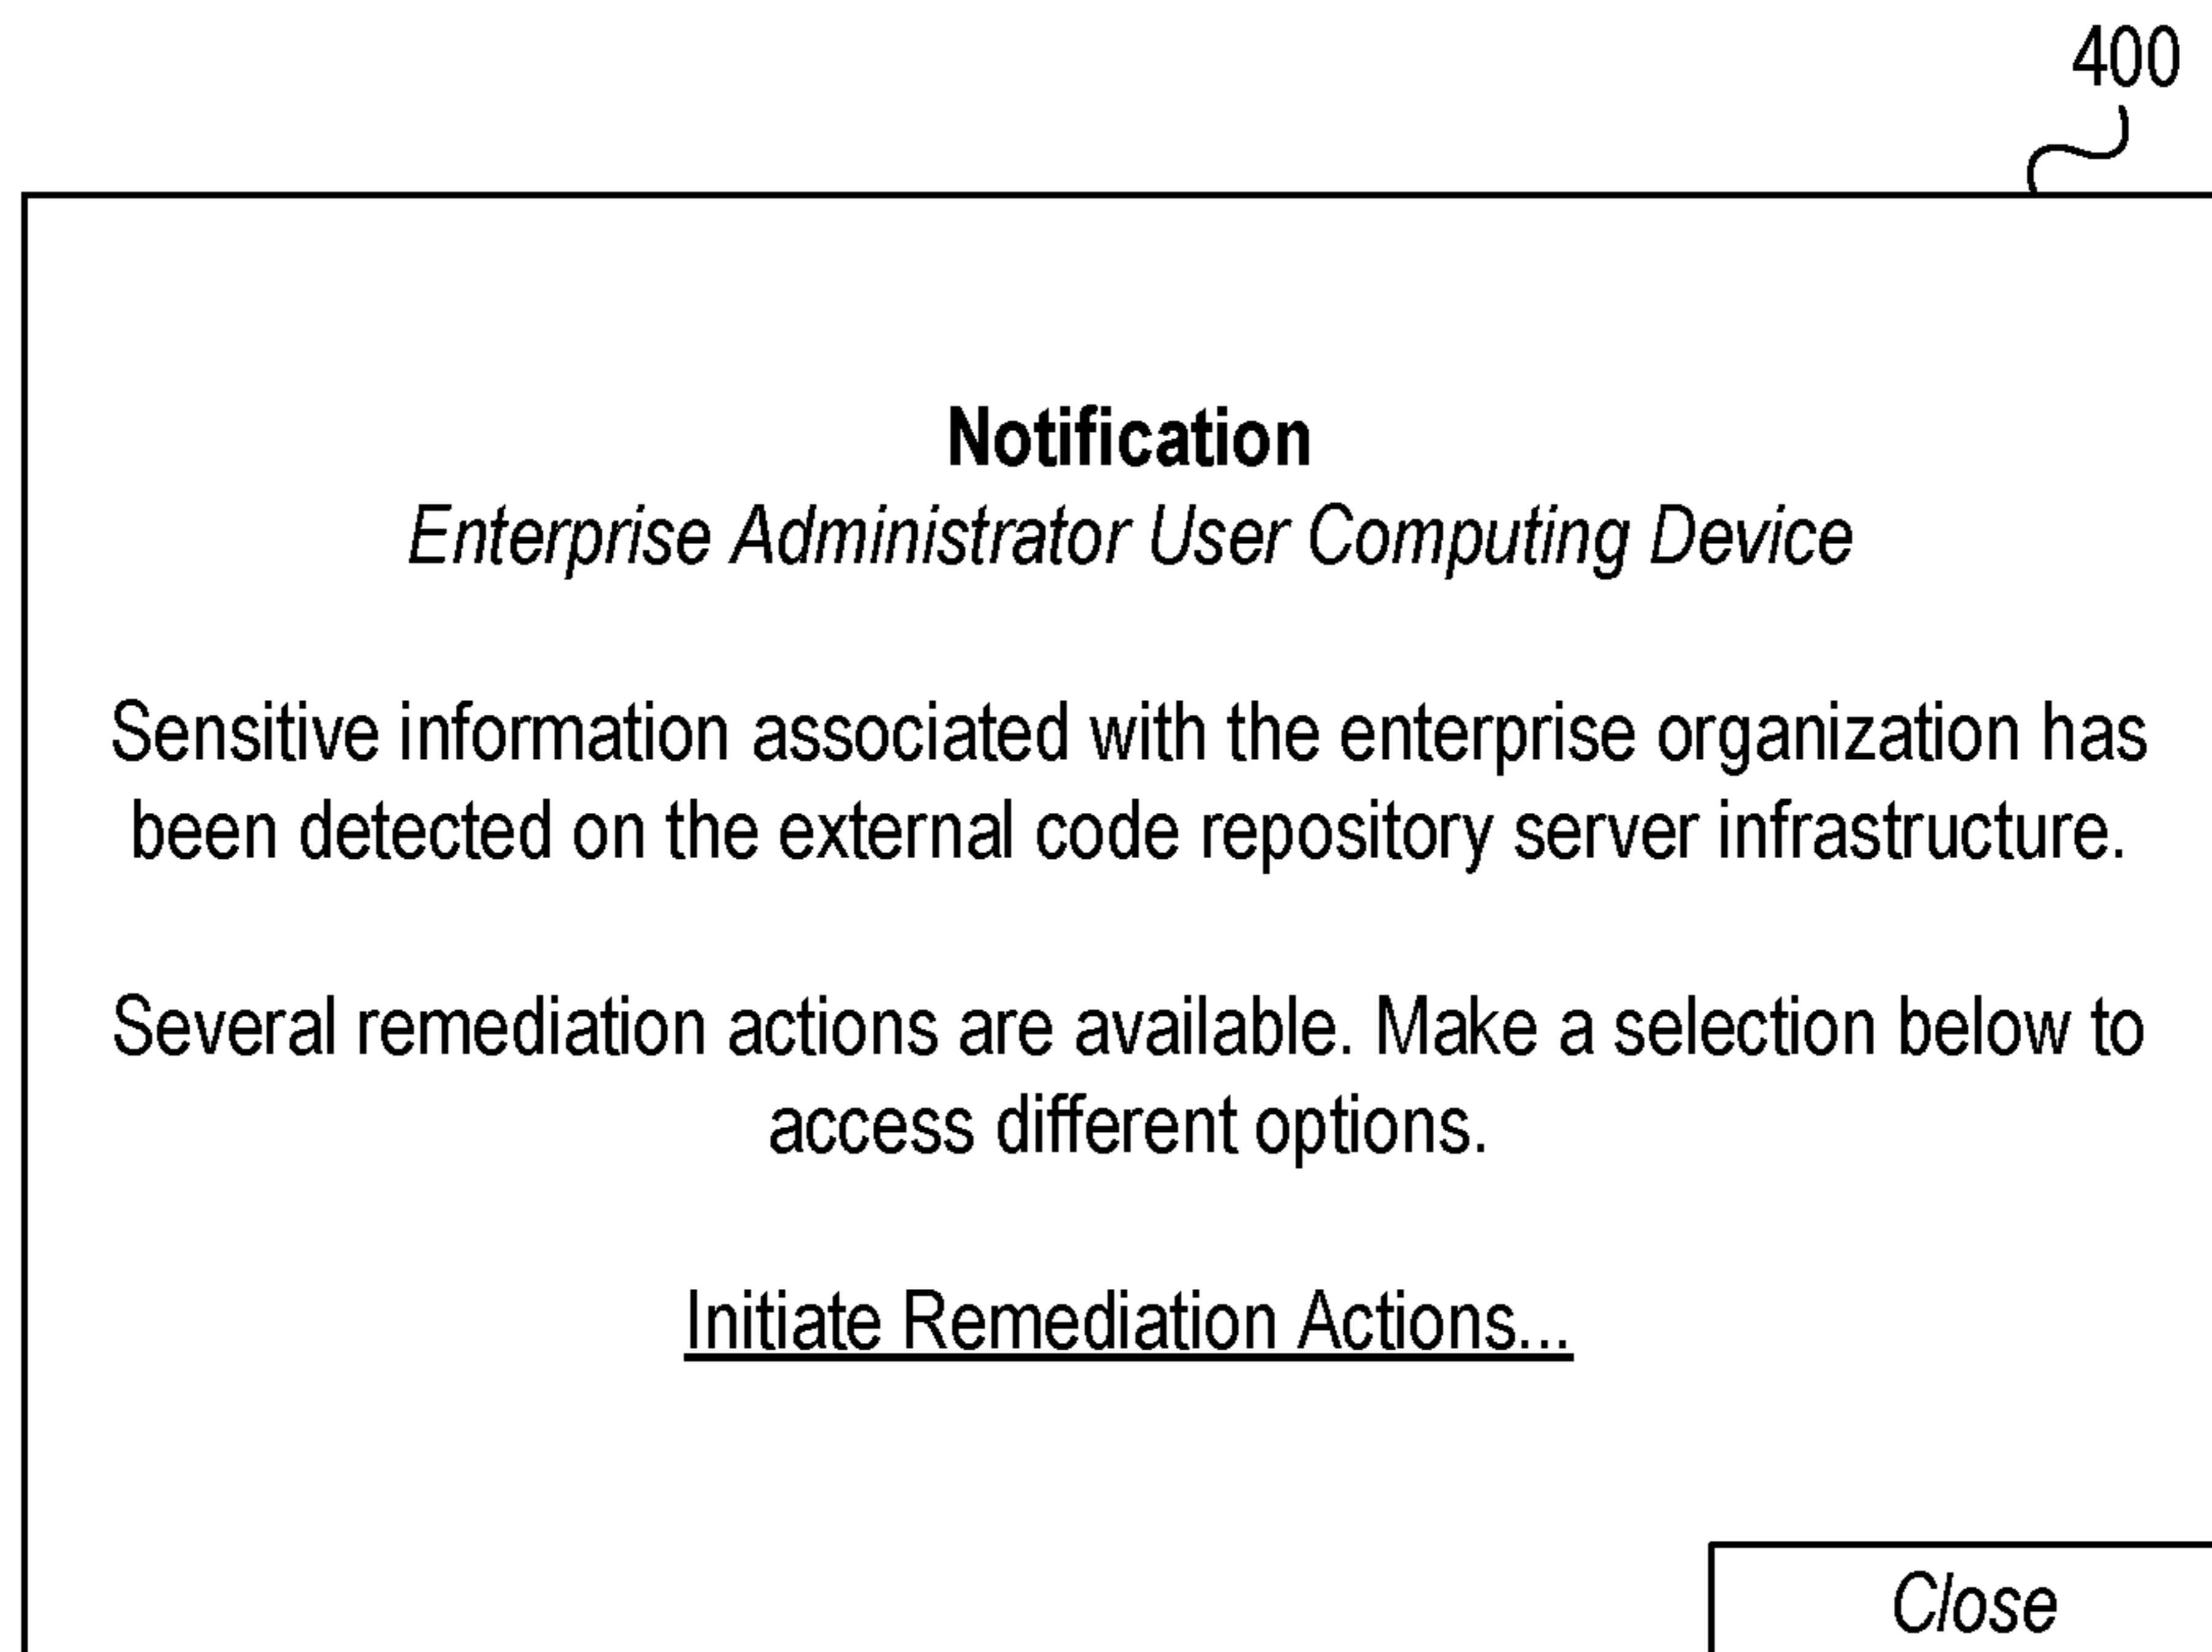 400
Notification
Enterprise Administrator User Computing Device
Sensitive information associated with the enterprise organization has
been detected on the external code repository server infrastructure.
Several remediation actions are available. Make a selection below to
access different options.
Initiate Remediation Actions...
Close